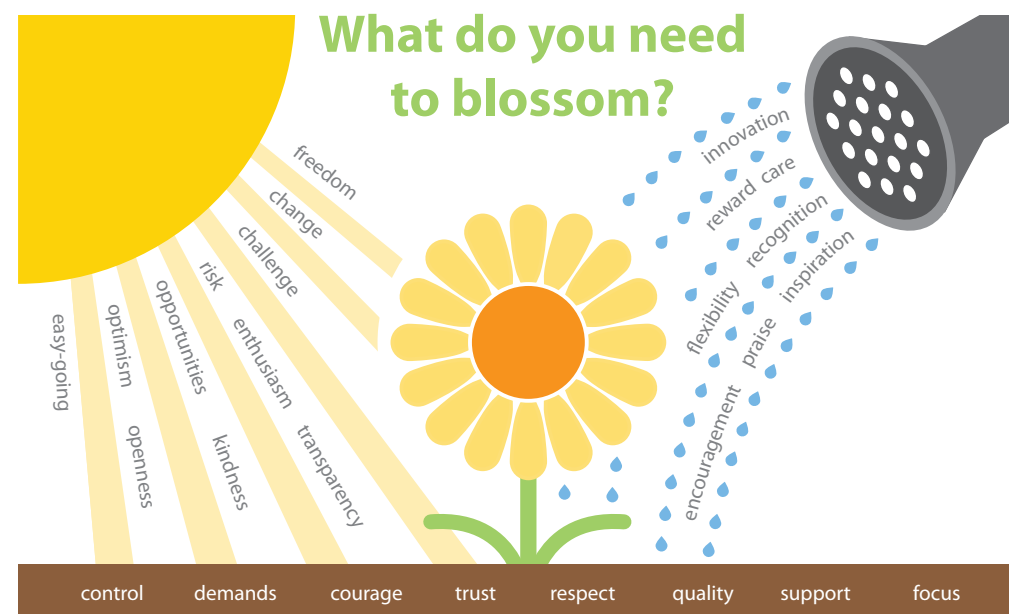 What do you need
to blossom?
freedom
change
challenge
risk
opportunities
optimism
easy-going
enthusiasm
transparency
kindness
openness
innovation
reward care
recognition
inspiration
flexibility
praise
encouragement
control demands courage trust respect quality support focus